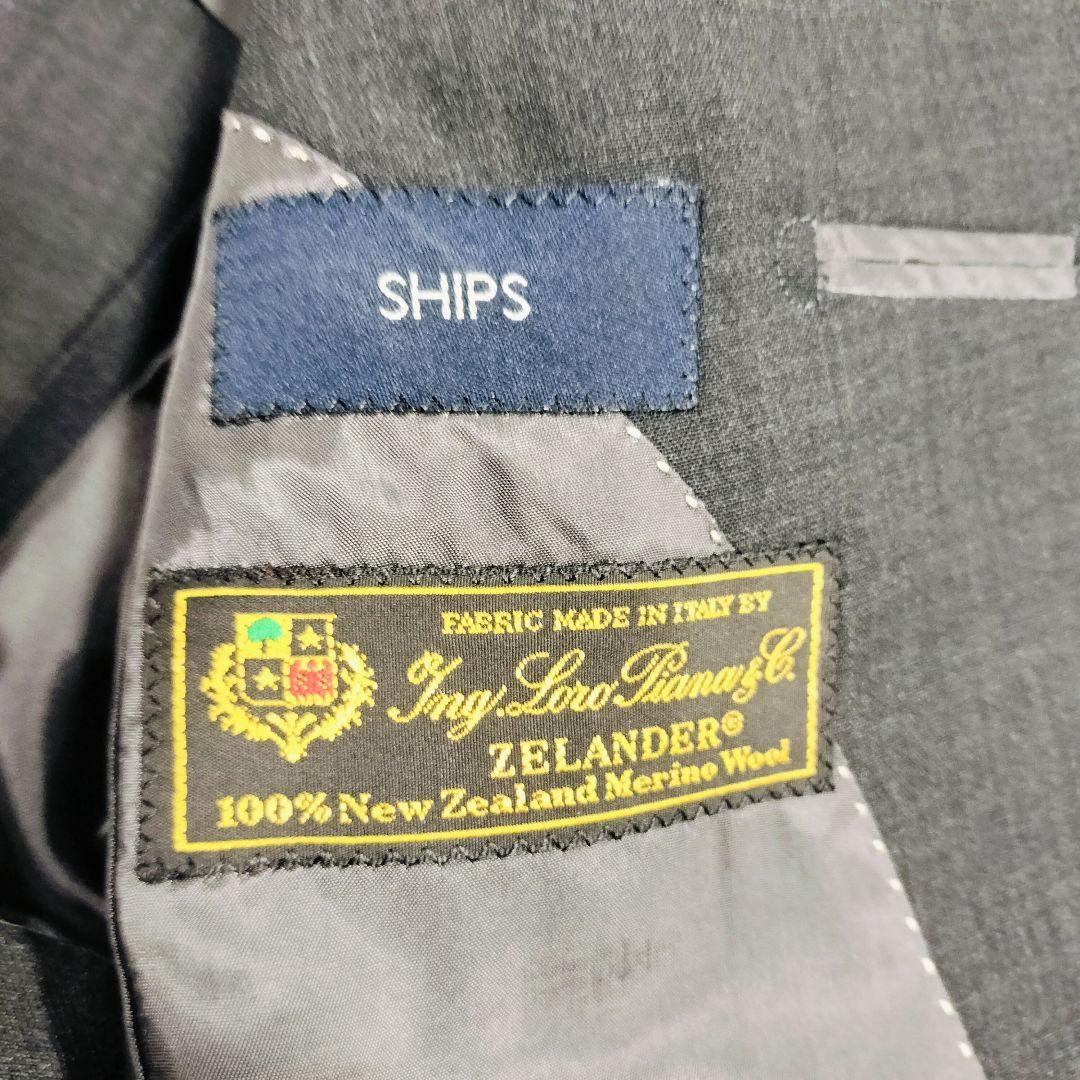 SHIPS
FABRIC MADE IN ITALY BY
Ing. Loro Piana & C.
ZELANDER®
100% New Zealand Merino Wool